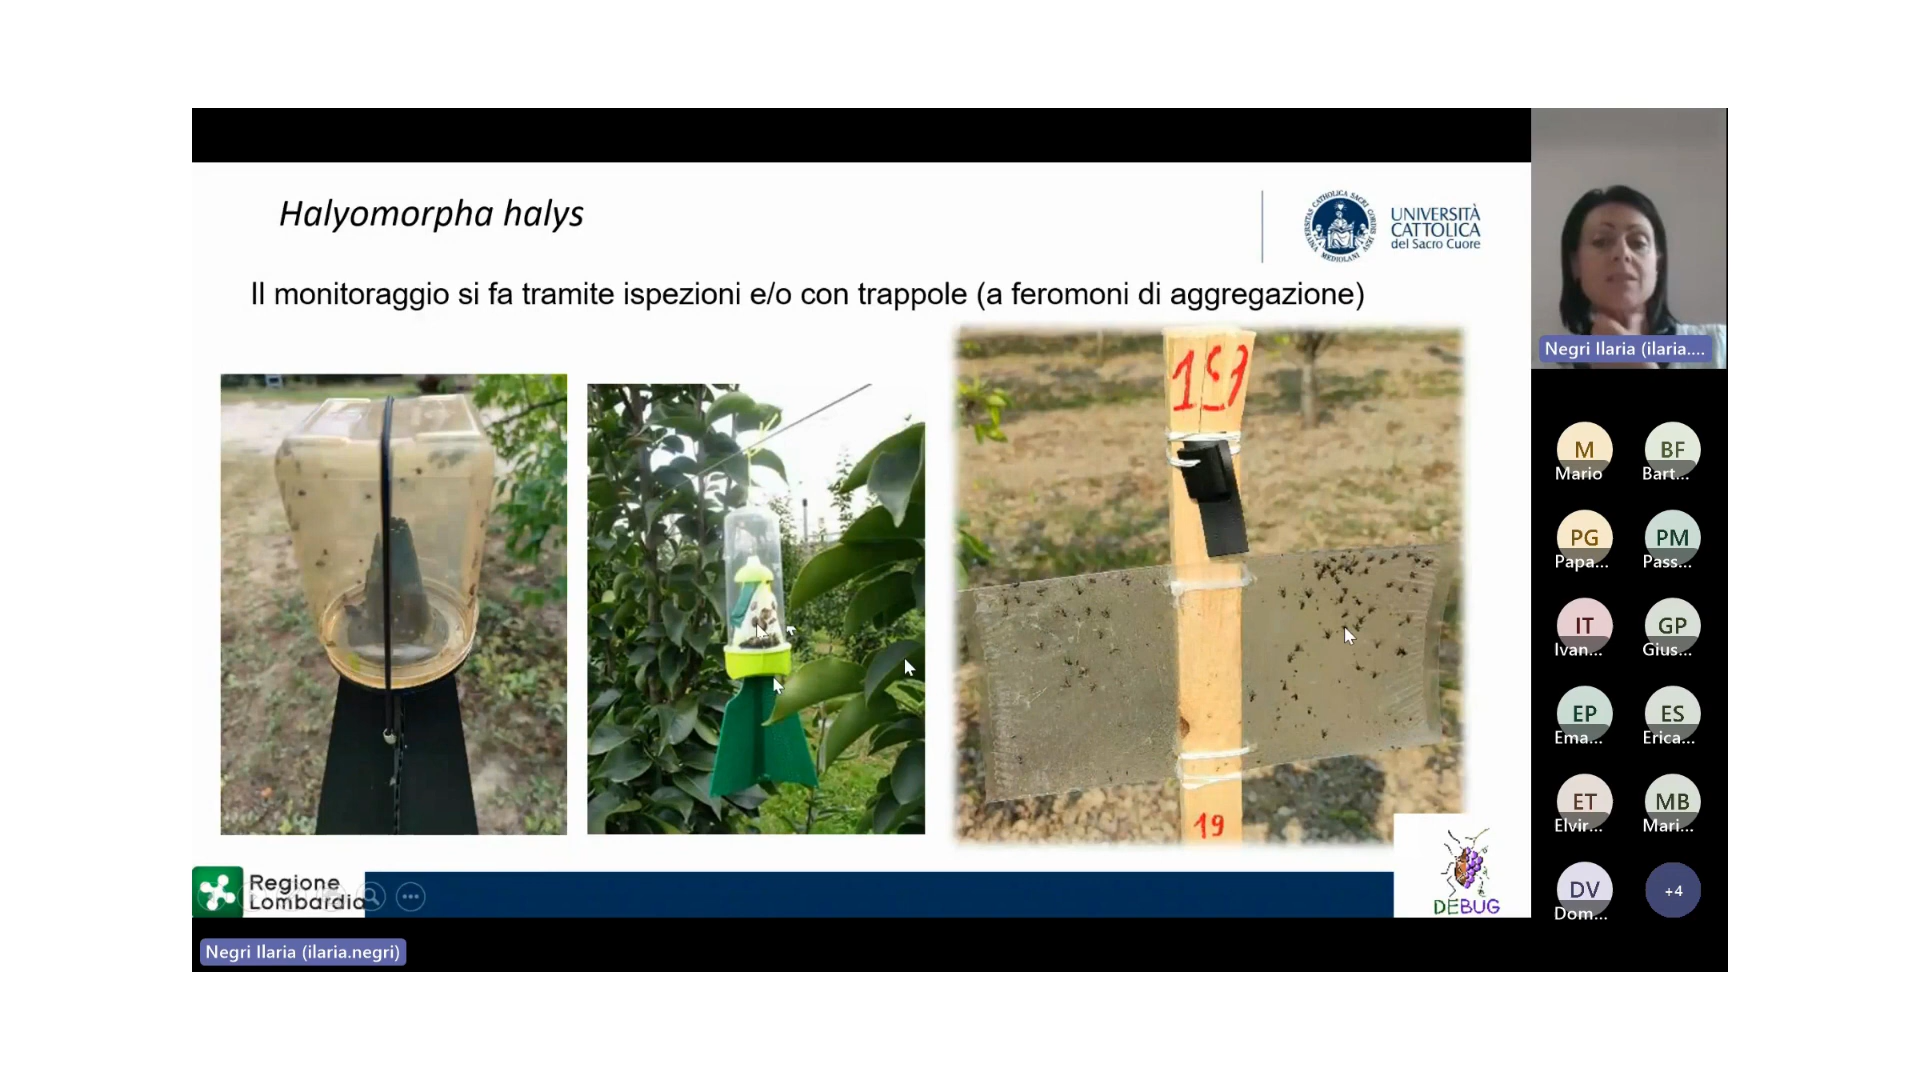 Halyomorpha halys
UNIVERSITÀ
CATTOLICA
del Sacro Cuore
Il monitoraggio si fa tramite ispezioni e/o con trappole (a feromoni di aggregazione)
19
Regione
Lombardia
DEBUG
Negri Ilaria (ilaria.negri)
Negri Ilaria (ilaria....
M
Mario
BF
Bart...
PG
Papa...
PM
Pass...
IT
Ivan...
GP
Gius...
EP
Ema...
ES
Erica...
ET
Elvir...
MB
Mari...
DV
Dom...
+4